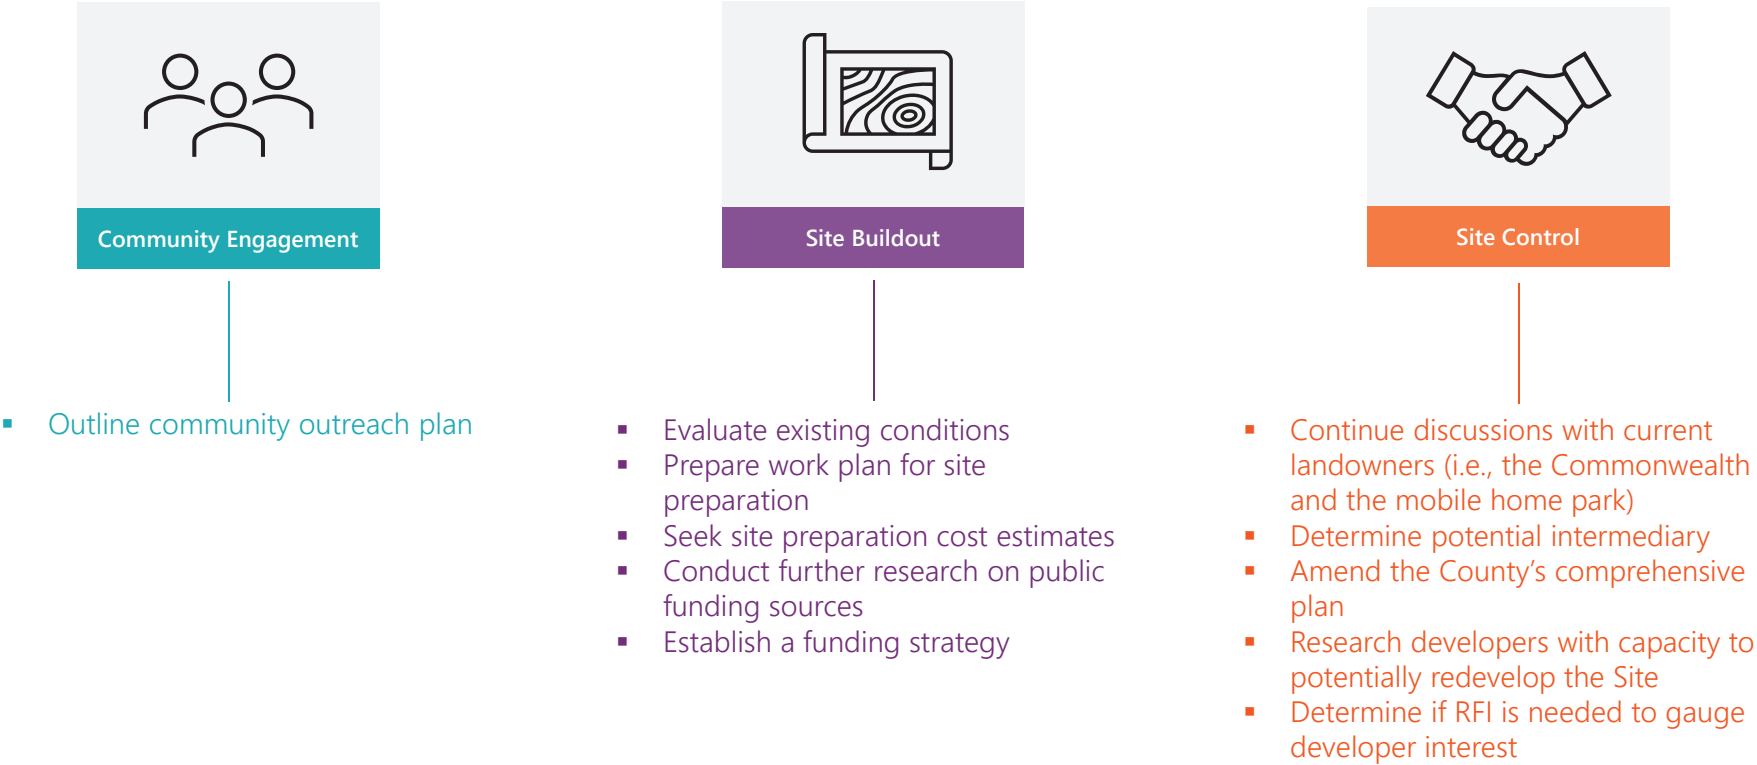 Community Engagement
▪ Outline community outreach plan
Site Buildout
▪ Evaluate existing conditions
▪ Prepare work plan for site
preparation
▪ Seek site preparation cost estimates
▪ Conduct further research on public
funding sources
▪ Establish a funding strategy
Site Control
▪ Continue discussions with current
landowners (i.e., the Commonwealth
and the mobile home park)
▪ Determine potential intermediary
▪ Amend the County’s comprehensive
plan
▪ Research developers with capacity to
potentially redevelop the Site
▪ Determine if RFI is needed to gauge
developer interest